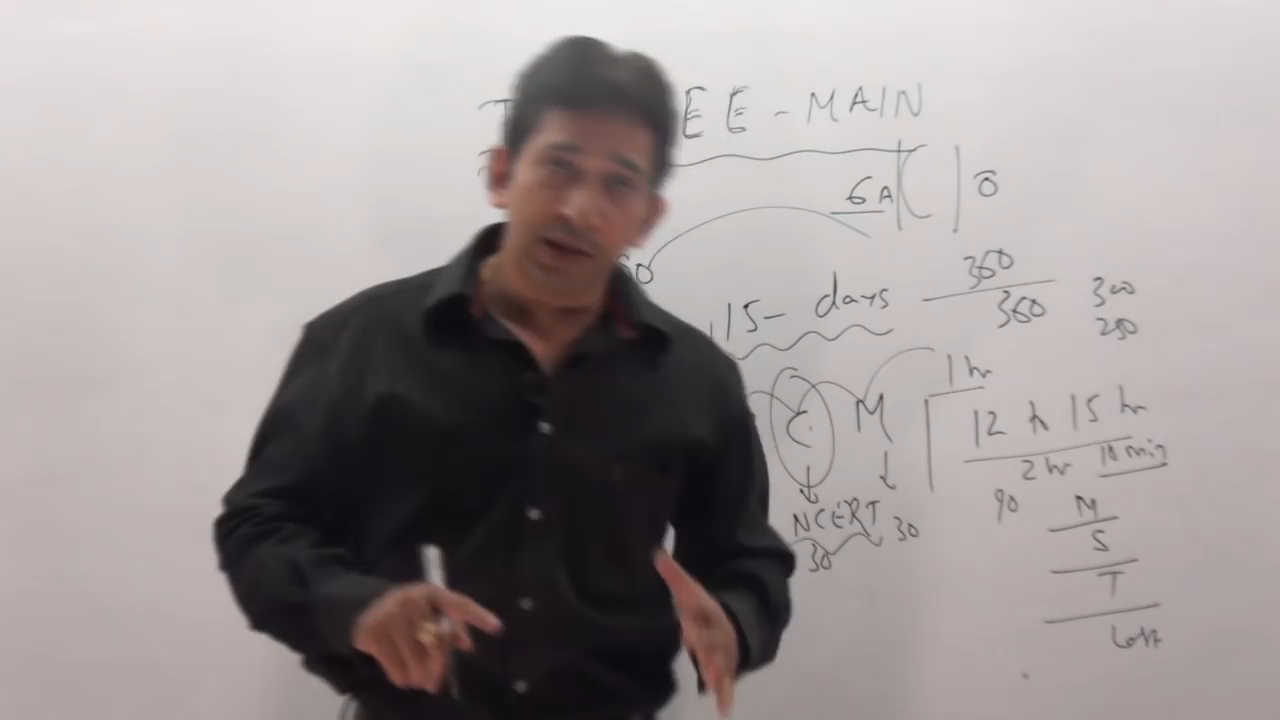 EE-MAIN
6A ( ) 0
15- days
360
360
300
250
C M
1 hr
12 h 15 hr
2 hr 10 min
NCERT
30
30
90
M
S
T